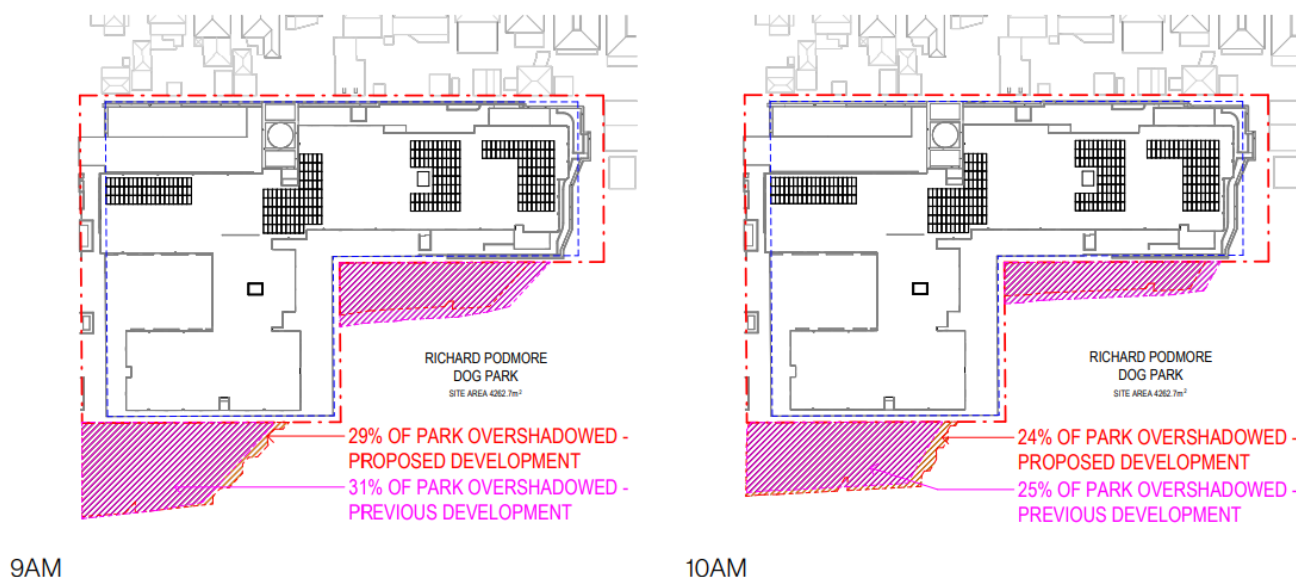 RICHARD PODMORE
DOG PARK
SITE AREA 4262.7m²
29% OF PARK OVERSHADOWED -
PROPOSED DEVELOPMENT
31% OF PARK OVERSHADOWED -
PREVIOUS DEVELOPMENT
9AM
RICHARD PODMORE
DOG PARK
SITE AREA 4262.7m²
24% OF PARK OVERSHADOWED -
PROPOSED DEVELOPMENT
25% OF PARK OVERSHADOWED -
PREVIOUS DEVELOPMENT
10AM